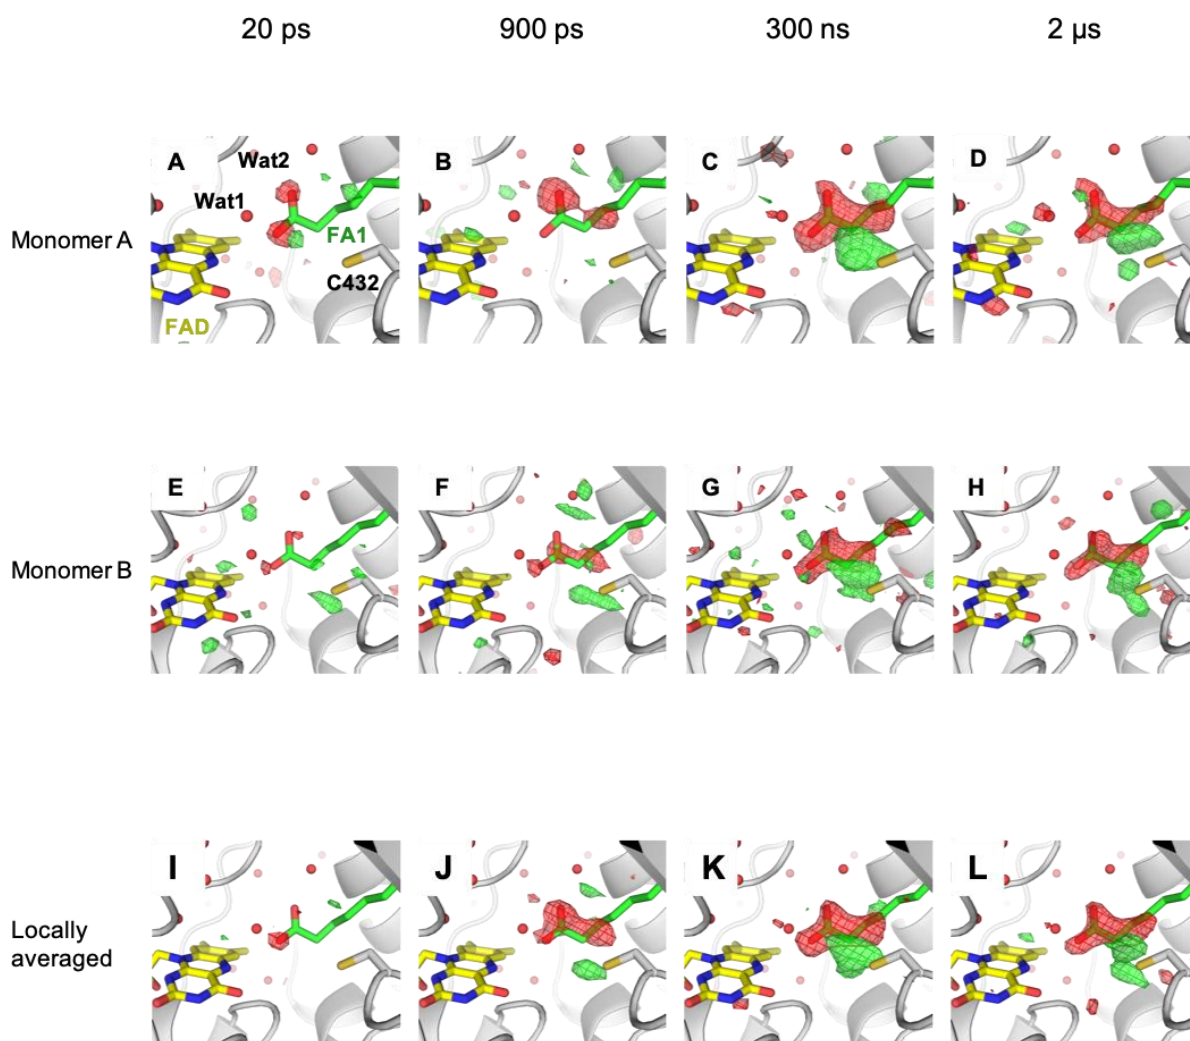 20 ps 900 ps 300 ns 2 µs
Monomer A
A B C D
Wat2
Wat1
FA1
C432
FAD
Monomer B
E F G H
Locally
averaged
I J K L